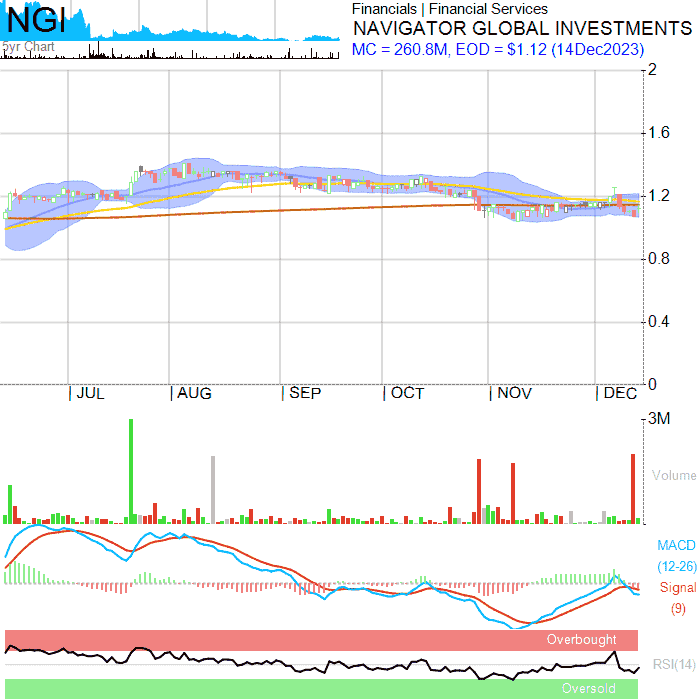 NGI
5yr Chart
Financials | Financial Services
NAVIGATOR GLOBAL INVESTMENTS
MC = 260.8M, EOD = $1.12 (14Dec2023)
2
1.6
1.2
0.8
0.4
0
JUL AUG SEP OCT NOV DEC
3M
Volume
MACD
(12-26)
Signal
(9)
Overbought
RSI(14)
Oversold